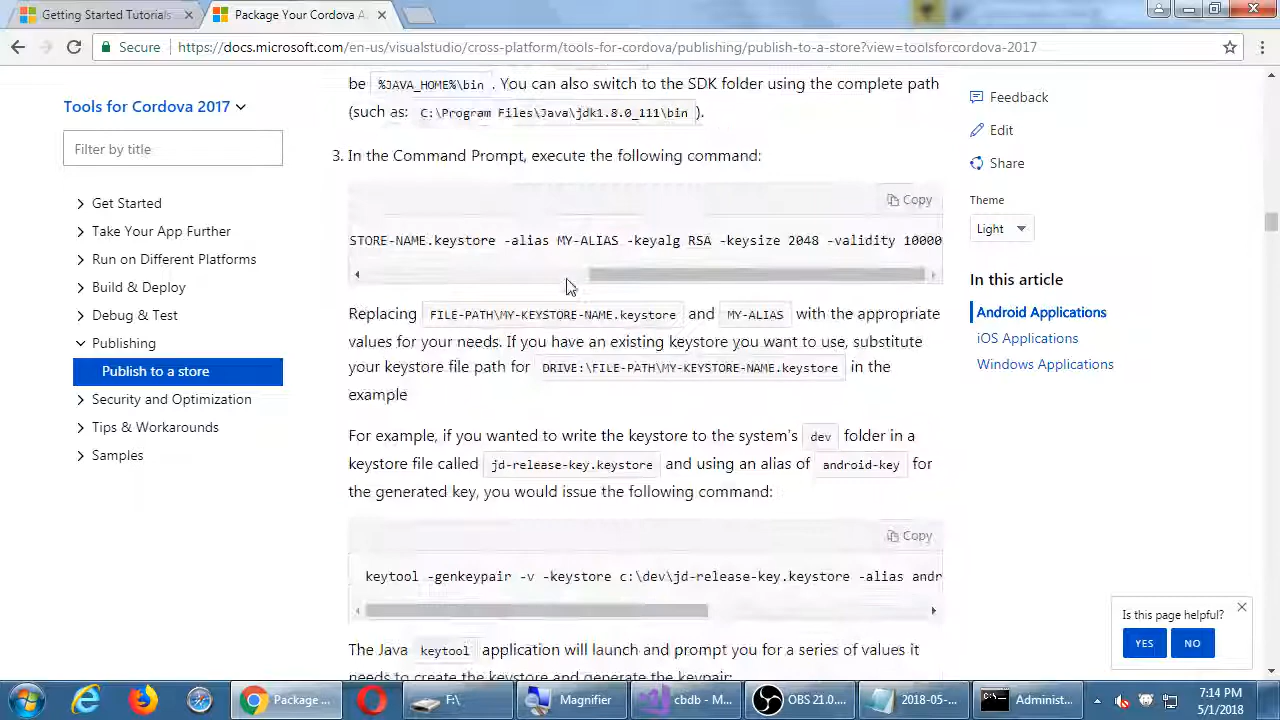 Getting Started Tutorials
Package Your Cordova A
Secure
https://docs.microsoft.com/en-us/visualstudio/cross-platform/tools-for-cordova/publishing/publish-to-a-store?view=toolsforcordova-2017
Tools for Cordova 2017
Filter by title
Get Started
Take Your App Further
Run on Different Platforms
Build & Deploy
Debug & Test
Publishing
Publish to a store
Security and Optimization
Tips & Workarounds
Samples
be %JAVA_HOME%\bin . You can also switch to the SDK folder using the complete path
(such as: C:\Program Files\Java\jdk1.8.0_111\bin ).
3. In the Command Prompt, execute the following command:
Copy
STORE-NAME.keystore -alias MY-ALIAS -keyalg RSA -keysize 2048 -validity 10000
Replacing FILE-PATH\MY-KEYSTORE-NAME.keystore and MY-ALIAS with the appropriate
values for your needs. If you have an existing keystore you want to use, substitute
your keystore file path for DRIVE:\FILE-PATH\MY-KEYSTORE-NAME.keystore in the
example
For example, if you wanted to write the keystore to the system's dev folder in a
keystore file called jd-release-key.keystore and using an alias of android-key for
the generated key, you would issue the following command:
Copy
keytool -genkeypair -v -keystore c:\dev\jd-release-key.keystore -alias andr
The Java keytool application will launch and prompt you for a series of values it
needs to create the keystore and generate the keypair:
Feedback
Edit
Share
Theme
Light
In this article
Android Applications
iOS Applications
Windows Applications
Is this page helpful?
YES NO
Package ...
F:\
Magnifier
cbdb - M...
OBS 21.0....
2018-05-...
Administ...
7:14 PM
5/1/2018